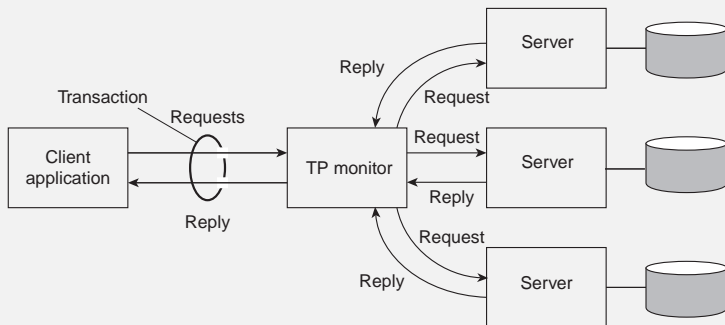 Server
Reply
Request
Transaction
Requests
Client
application
TP monitor
Request
Server
Reply
Reply
Request
Reply
Server